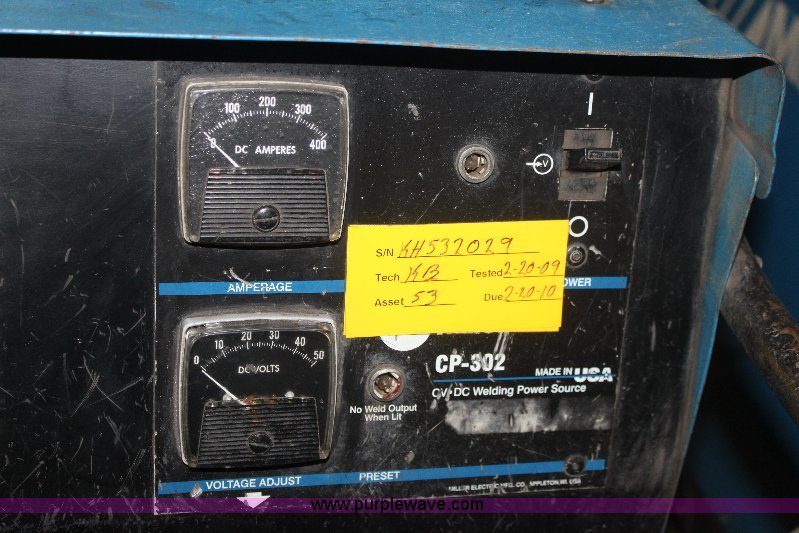 100 200 300
0 400
DC AMPERES
V
S/N KH532029
Tech KB Tested 2-20-09
Asset 53 Due 2-20-10
AMPERAGE
POWER
10 20 30 40
0 50
DC VOLTS
CP-302
MADE IN USA
CV•DC Welding Power Source
No Weld Output
When Lit
VOLTAGE ADJUST PRESET
MILLER ELECTRIC MFG. CO. APPLETON, WI. USA
www.purplewave.com